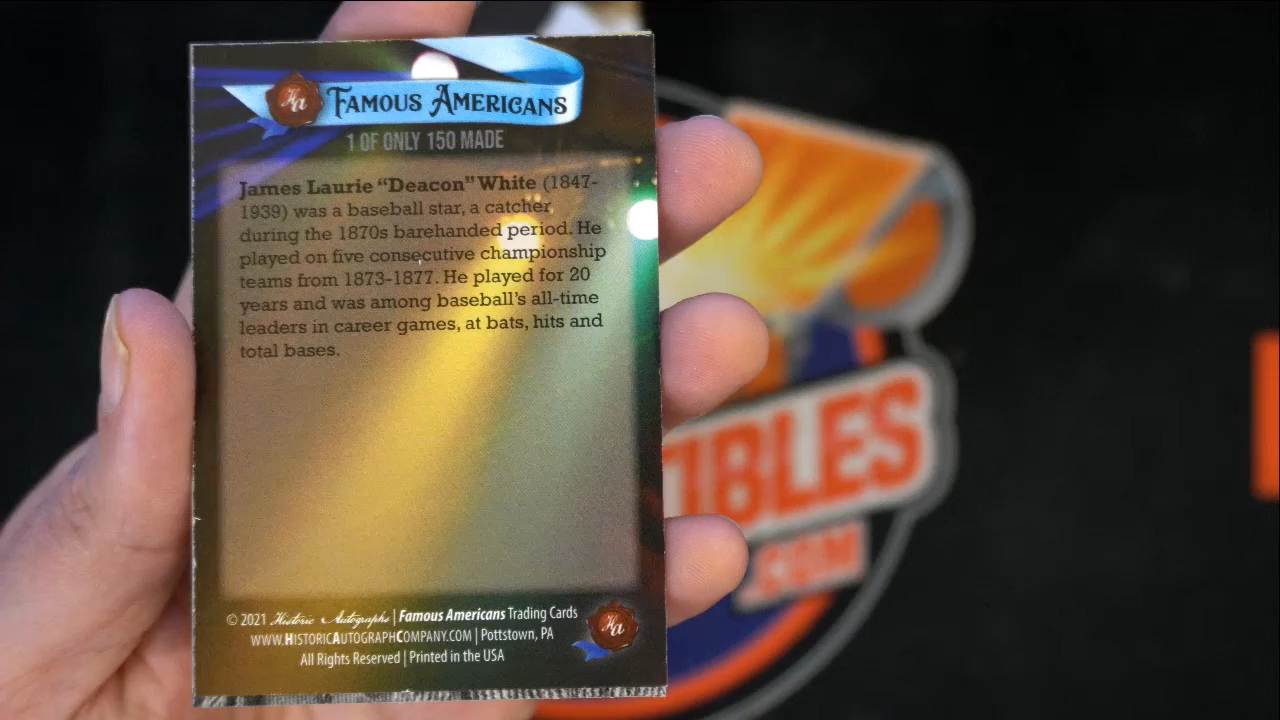 Ha
FAMOUS AMERICANS
1 OF ONLY 150 MADE
James Laurie “Deacon” White (1847-
1939) was a baseball star, a catcher
during the 1870s barehanded period. He
played on five consecutive championship
teams from 1873-1877. He played for 20
years and was among baseball's all-time
leaders in career games, at bats, hits and
total bases.
© 2021 Historic Autographs | Famous Americans Trading Cards
WWW.HISTORICAUTOGRAPHCOMPANY.COM | Pottstown, PA
All Rights Reserved | Printed in the USA
Ha
TIBLES
.COM